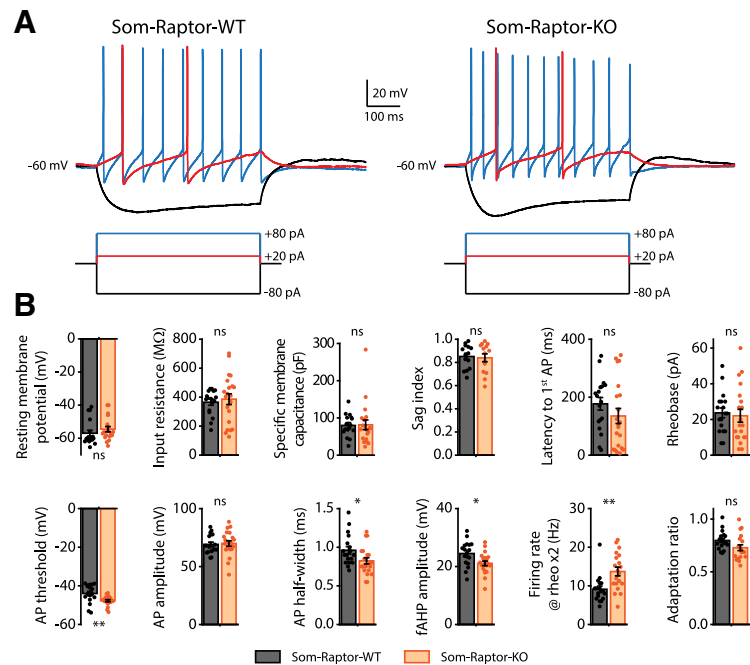 A
Som-Raptor-WT
Som-Raptor-KO
20 mV
100 ms
-60 mV
-60 mV
+80 pA
+20 pA
-80 pA
+80 pA
+20 pA
-80 pA
B
Resting membrane
potential (mV)
0
-20
-40
-60
ns
Input resistance (MΩ)
800
600
400
200
0
ns
Specific membrane
capacitance (pF)
300
200
100
0
ns
Sag index
1.0
0.8
0.6
0.4
0.2
0.0
ns
Latency to 1st AP (ms)
400
200
0
ns
Rheobase (pA)
60
40
20
0
ns
AP threshold (mV)
0
-20
-40
-60
**
AP amplitude (mV)
100
50
0
ns
AP half-width (ms)
1.5
1.0
0.5
0.0
*
fAHP amplitude (mV)
40
20
0
*
Firing rate
@ rheo x2 (Hz)
30
20
10
0
**
Adaptation ratio
1.0
0.5
0.0
ns
Som-Raptor-WT
Som-Raptor-KO